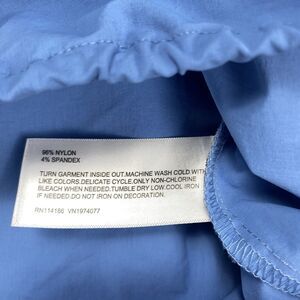 96% NYLON
4% SPANDEX
TURN GARMENT INSIDE OUT.MACHINE WASH COLD.WITH
LIKE COLORS.DELICATE CYCLE.ONLY NON-CHLORINE
BLEACH WHEN NEEDED.TUMBLE DRY LOW.COOL IRON
IF NEEDED.DO NOT IRON ON DECORATION.
RN114186 VN1974077